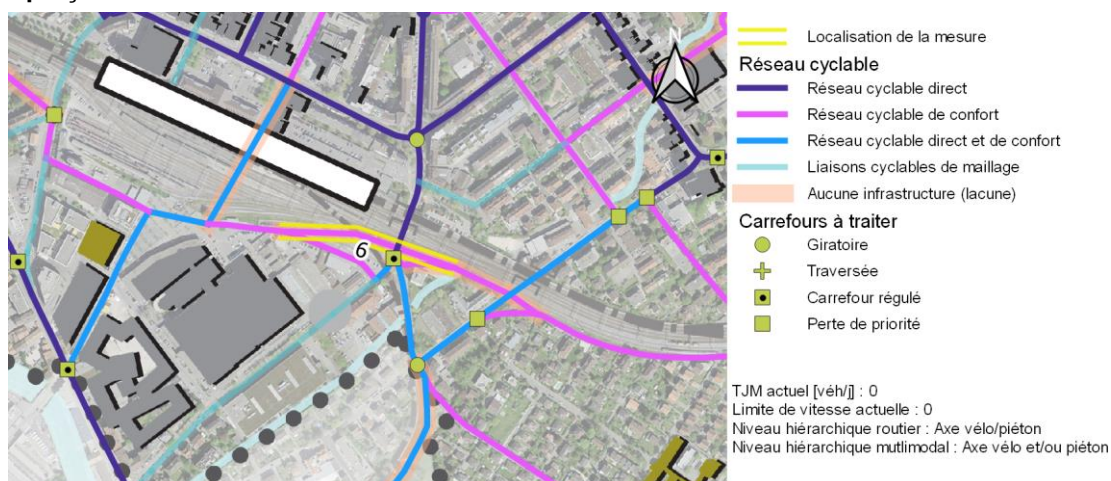 N
6
Localisation de la mesure
Réseau cyclable
Réseau cyclable direct
Réseau cyclable de confort
Réseau cyclable direct et de confort
Liaisons cyclables de maillage
Aucune infrastructure (lacune)
Carrefours à traiter
Giratoire
Traversée
Carrefour régulé
Perte de priorité
TJM actuel [véh/j] : 0
Limite de vitesse actuelle : 0
Niveau hiérarchique routier : Axe vélo/piéton
Niveau hiérarchique mutlimodal : Axe vélo et/ou piéton